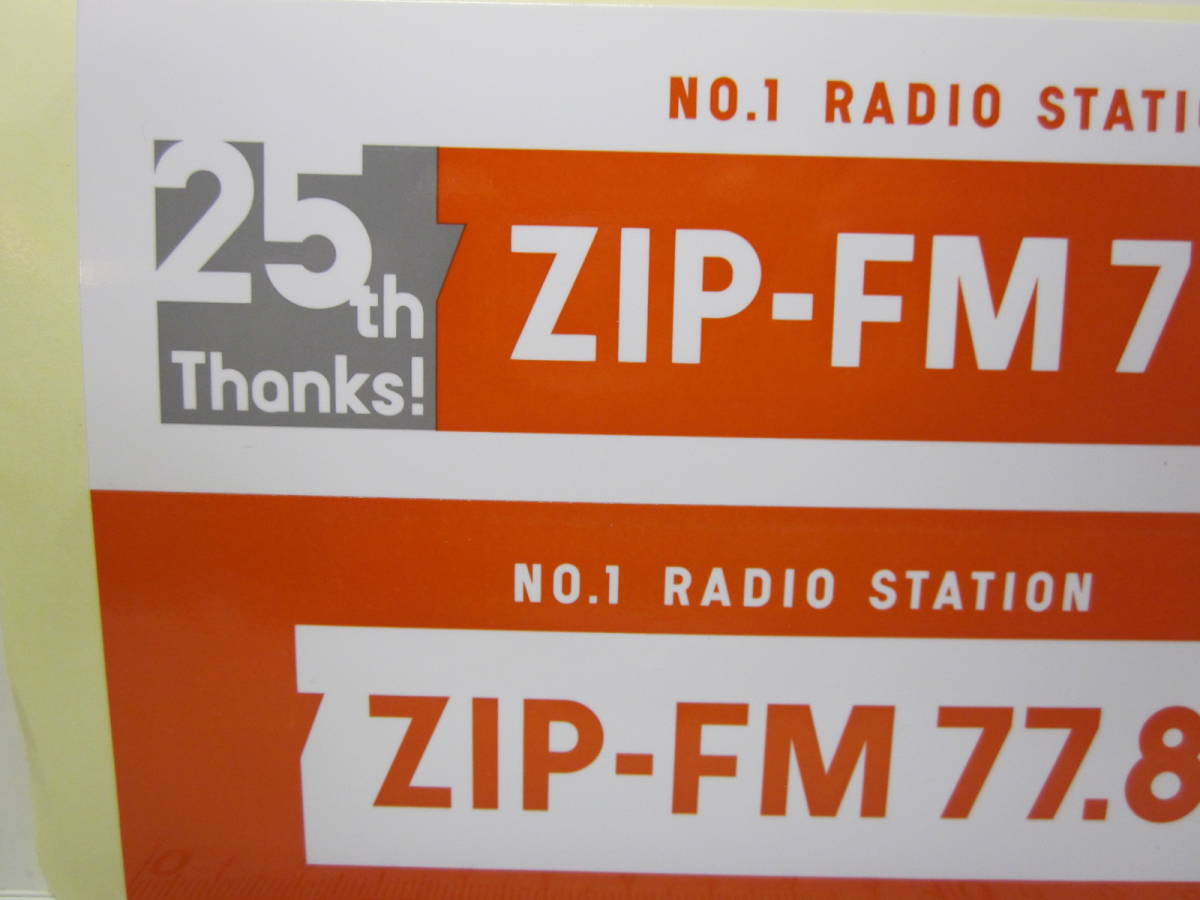 NO.1 RADIO STATI
25th
Thanks!
ZIP-FM 7
NO.1 RADIO STATION
ZIP-FM 77.8